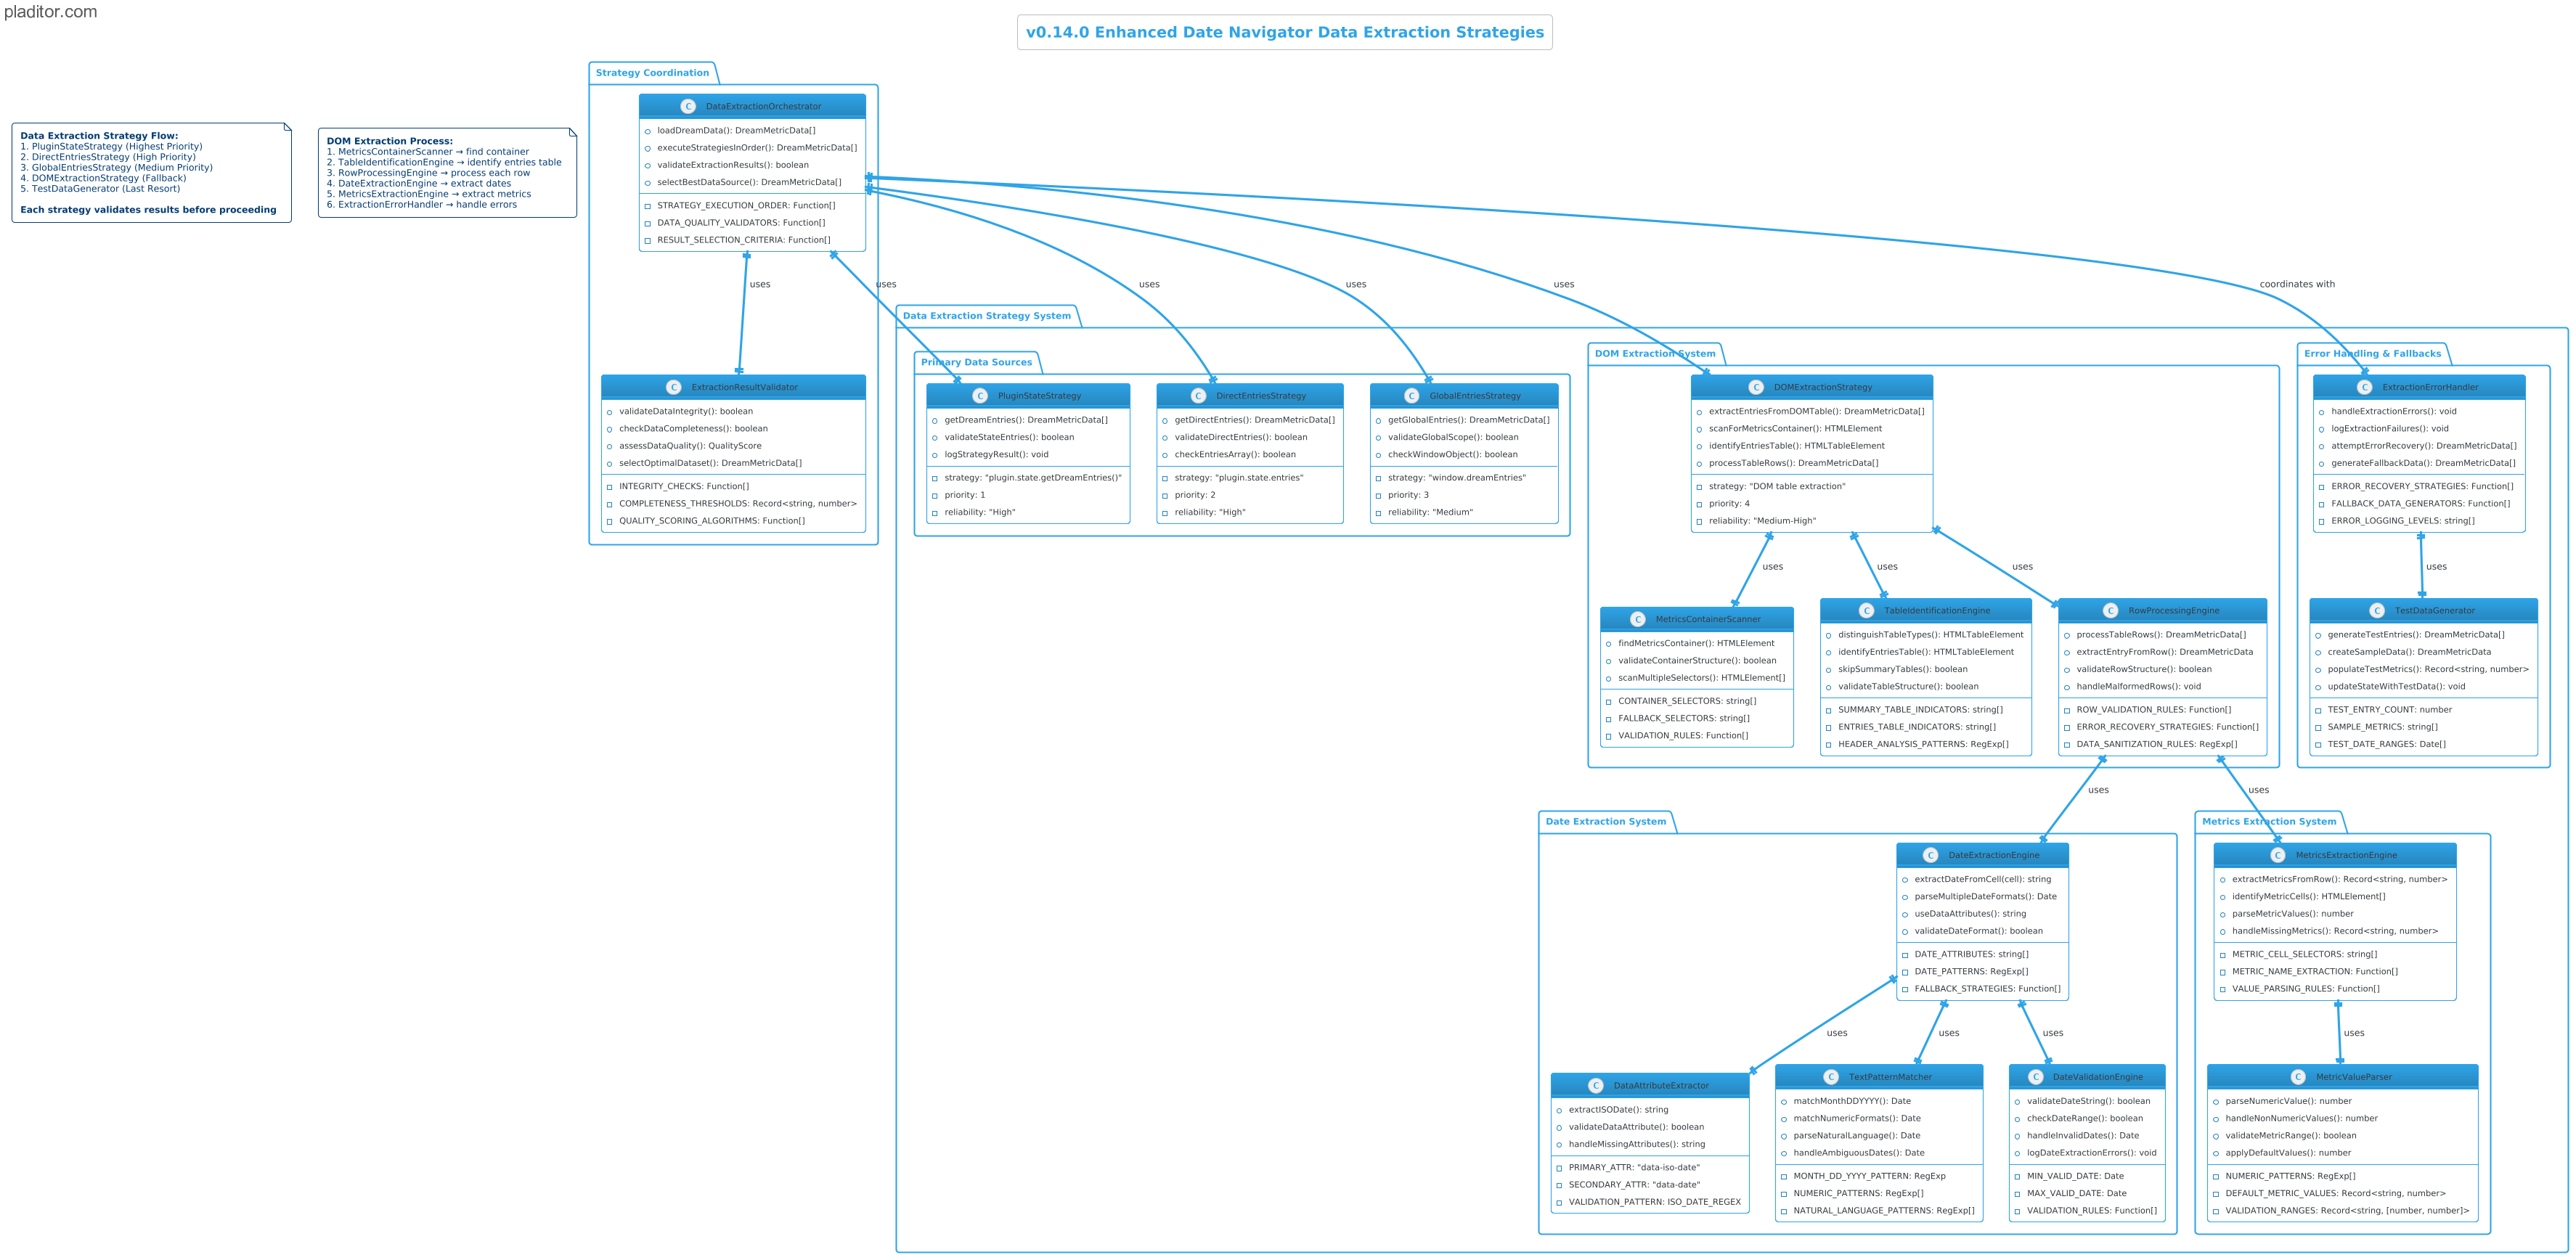 pladitor.com
v0.14.0 Enhanced Date Navigator Data Extraction Strategies
Data Extraction Strategy Flow:
1. PluginStateStrategy (Highest Priority)
2. DirectEntriesStrategy (High Priority)
3. GlobalEntriesStrategy (Medium Priority)
4. DOMExtractionStrategy (Fallback)
5. TestDataGenerator (Last Resort)
Each strategy validates results before proceeding
DOM Extraction Process:
1. MetricsContainerScanner → find container
2. TableIdentificationEngine → identify entries table
3. RowProcessingEngine → process each row
4. DateExtractionEngine → extract dates
5. MetricsExtractionEngine → extract metrics
6. ExtractionErrorHandler → handle errors
Strategy Coordination
C DataExtractionOrchestrator
loadDreamData(): DreamMetricData[]
executeStrategiesInOrder(): DreamMetricData[]
validateExtractionResults(): boolean
selectBestDataSource(): DreamMetricData[]
STRATEGY_EXECUTION_ORDER: Function[]
DATA_QUALITY_VALIDATORS: Function[]
RESULT_SELECTION_CRITERIA: Function[]
uses
uses
uses
uses
uses
coordinates with
C ExtractionResultValidator
validateDataIntegrity(): boolean
checkDataCompleteness(): boolean
assessDataQuality(): QualityScore
selectOptimalDataset(): DreamMetricData[]
INTEGRITY_CHECKS: Function[]
COMPLETENESS_THRESHOLDS: Record<string, number>
QUALITY_SCORING_ALGORITHMS: Function[]
Data Extraction Strategy System
Primary Data Sources
C PluginStateStrategy
getDreamEntries(): DreamMetricData[]
validateStateEntries(): boolean
logStrategyResult(): void
strategy: "plugin.state.getDreamEntries()"
priority: 1
reliability: "High"
C DirectEntriesStrategy
getDirectEntries(): DreamMetricData[]
validateDirectEntries(): boolean
checkEntriesArray(): boolean
strategy: "plugin.state.entries"
priority: 2
reliability: "High"
C GlobalEntriesStrategy
getGlobalEntries(): DreamMetricData[]
validateGlobalScope(): boolean
checkWindowObject(): boolean
strategy: "window.dreamEntries"
priority: 3
reliability: "Medium"
DOM Extraction System
C DOMExtractionStrategy
extractEntriesFromDOMTable(): DreamMetricData[]
scanForMetricsContainer(): HTMLElement
identifyEntriesTable(): HTMLTableElement
processTableRows(): DreamMetricData[]
strategy: "DOM table extraction"
priority: 4
reliability: "Medium-High"
uses
uses
uses
C MetricsContainerScanner
findMetricsContainer(): HTMLElement
validateContainerStructure(): boolean
scanMultipleSelectors(): HTMLElement[]
CONTAINER_SELECTORS: string[]
FALLBACK_SELECTORS: string[]
VALIDATION_RULES: Function[]
C TableIdentificationEngine
distinguishTableTypes(): HTMLTableElement
identifyEntriesTable(): HTMLTableElement
skipSummaryTables(): boolean
validateTableStructure(): boolean
SUMMARY_TABLE_INDICATORS: string[]
ENTRIES_TABLE_INDICATORS: string[]
HEADER_ANALYSIS_PATTERNS: RegExp[]
C RowProcessingEngine
processTableRows(): DreamMetricData[]
extractEntryFromRow(): DreamMetricData
validateRowStructure(): boolean
handleMalformedRows(): void
ROW_VALIDATION_RULES: Function[]
ERROR_RECOVERY_STRATEGIES: Function[]
DATA_SANITIZATION_RULES: RegExp[]
Error Handling & Fallbacks
C ExtractionErrorHandler
handleExtractionErrors(): void
logExtractionFailures(): void
attemptErrorRecovery(): DreamMetricData[]
generateFallbackData(): DreamMetricData[]
ERROR_RECOVERY_STRATEGIES: Function[]
FALLBACK_DATA_GENERATORS: Function[]
ERROR_LOGGING_LEVELS: string[]
uses
C TestDataGenerator
generateTestEntries(): DreamMetricData[]
createSampleData(): DreamMetricData
populateTestMetrics(): Record<string, number>
updateStateWithTestData(): void
TEST_ENTRY_COUNT: number
SAMPLE_METRICS: string[]
TEST_DATE_RANGES: Date[]
uses
uses
Date Extraction System
C DateExtractionEngine
extractDateFromCell(cell): string
parseMultipleDateFormats(): Date
useDataAttributes(): string
validateDateFormat(): boolean
DATE_ATTRIBUTES: string[]
DATE_PATTERNS: RegExp[]
FALLBACK_STRATEGIES: Function[]
uses
uses
uses
C DataAttributeExtractor
extractISODate(): string
validateDataAttribute(): boolean
handleMissingAttributes(): string
PRIMARY_ATTR: "data-iso-date"
SECONDARY_ATTR: "data-date"
VALIDATION_PATTERN: ISO_DATE_REGEX
C TextPatternMatcher
matchMonthDDYYYY(): Date
matchNumericFormats(): Date
parseNaturalLanguage(): Date
handleAmbiguousDates(): Date
MONTH_DD_YYYY_PATTERN: RegExp
NUMERIC_PATTERNS: RegExp[]
NATURAL_LANGUAGE_PATTERNS: RegExp[]
C DateValidationEngine
validateDateString(): boolean
checkDateRange(): boolean
handleInvalidDates(): Date
logDateExtractionErrors(): void
MIN_VALID_DATE: Date
MAX_VALID_DATE: Date
VALIDATION_RULES: Function[]
Metrics Extraction System
C MetricsExtractionEngine
extractMetricsFromRow(): Record<string, number>
identifyMetricCells(): HTMLElement[]
parseMetricValues(): number
handleMissingMetrics(): Record<string, number>
METRIC_CELL_SELECTORS: string[]
METRIC_NAME_EXTRACTION: Function[]
VALUE_PARSING_RULES: Function[]
uses
C MetricValueParser
parseNumericValue(): number
handleNonNumericValues(): number
validateMetricRange(): boolean
applyDefaultValues(): number
NUMERIC_PATTERNS: RegExp[]
DEFAULT_METRIC_VALUES: Record<string, number>
VALIDATION_RANGES: Record<string, [number, number]>